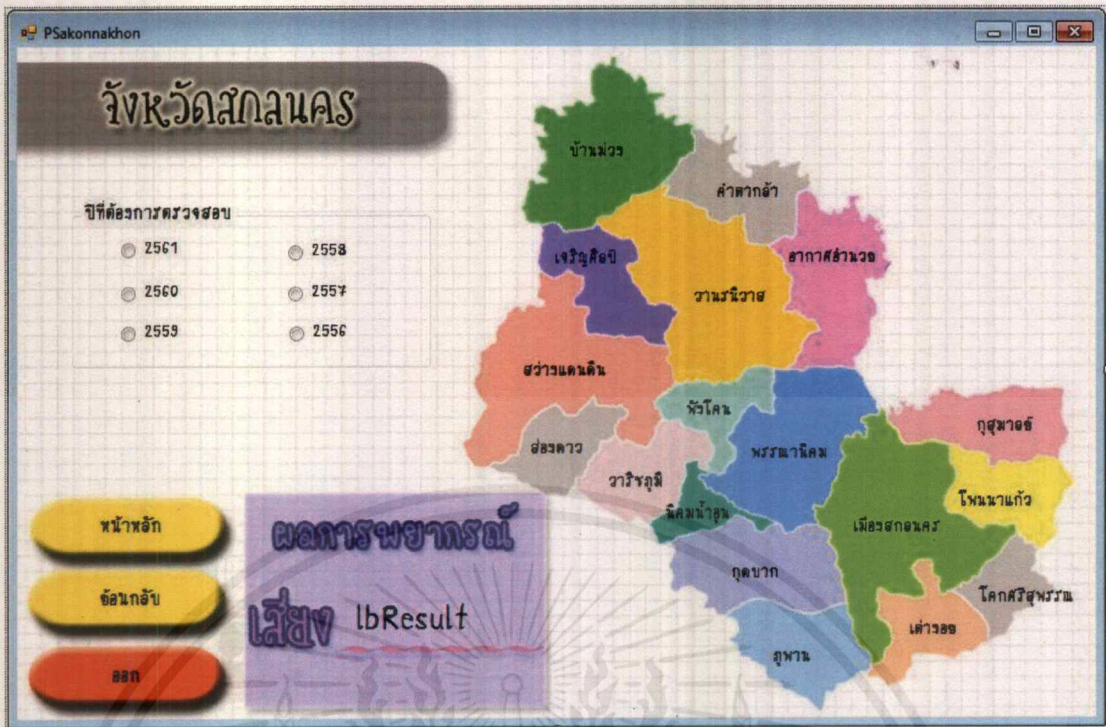 PSakonnakhon
จังหวัดสกลนคร
ปีที่ต้องการตรวจสอบ
2561
2558
2560
2557
2559
2556
บ้านม่วง
คำตากล้า
เจริญศิลป์
อากาศอำนวย
วานรนิวาส
สว่างแดนดิน
พังโคน
กุสุมาลย์
ส่องดาว
พรรณานิคม
วาริชภูมิ
โพนนาแก้ว
นิคมน้ำอูน
เมืองสกลนคร
กุดบาก
โคกศรีสุพรรณ
เต่างอย
ภูพาน
หน้าหลัก
ย้อนกลับ
ออก
ผลการพยากรณ์
เสี่ยง lbResult